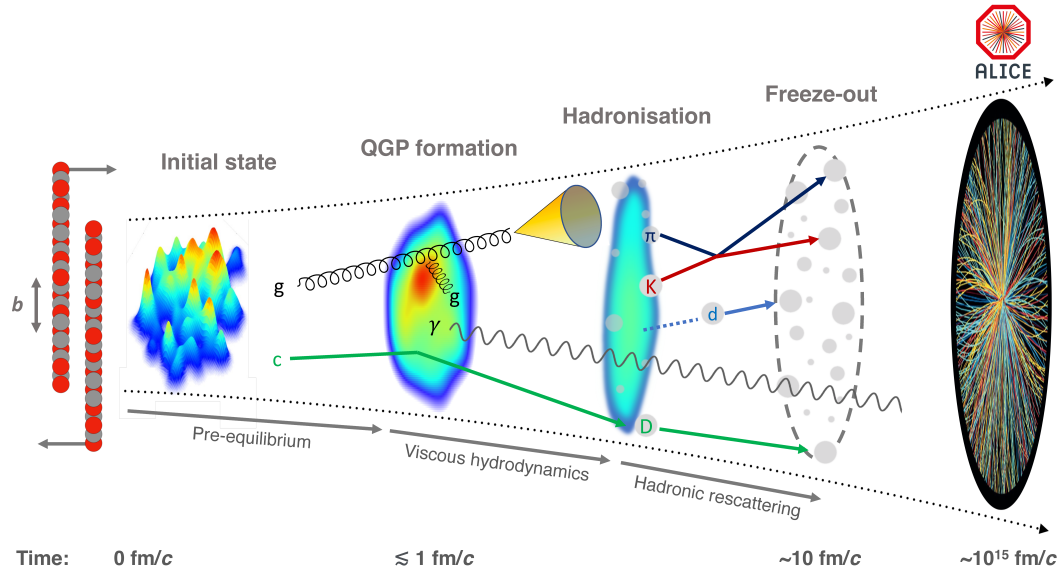 ALICE
Freeze-out
Hadronisation
QGP formation
Initial state
π
g
K
b
g
d
γ
c
D
Pre-equilibrium
Viscous hydrodynamics
Hadronic rescattering
Time: 0 fm/c ≲ 1 fm/c ~10 fm/c ~10¹⁵ fm/c